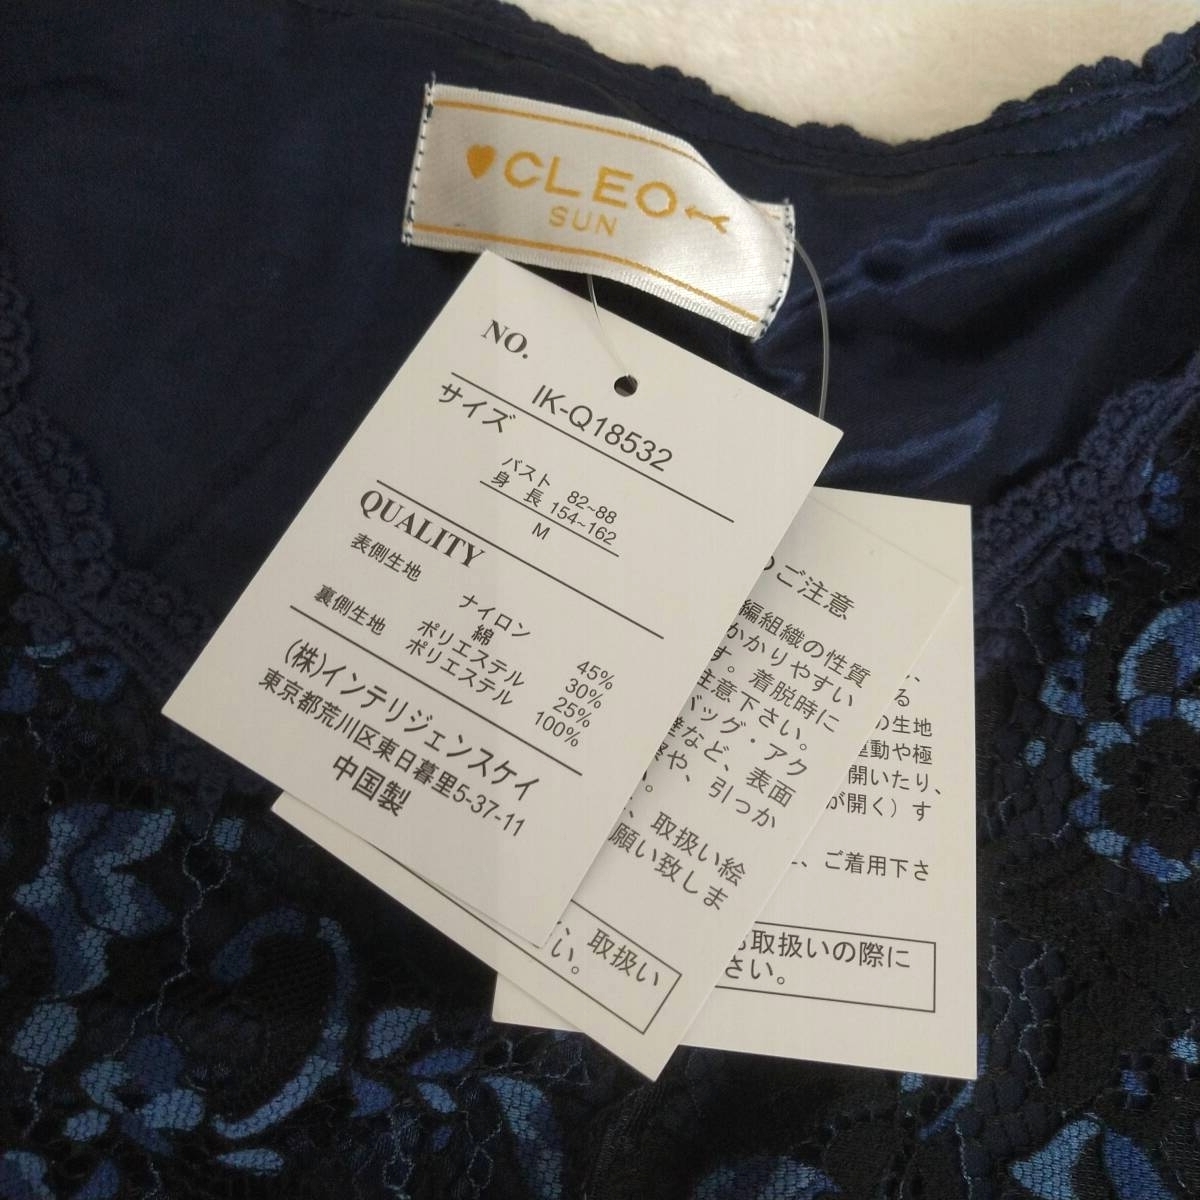 CLEO
SUN
NO.
IK-Q18532
サイズ
バスト 82~88
身長 154~162
M
QUALITY
表側生地
ナイロン 45%
綿 30%
ポリエステル 25%
裏側生地 ポリエステル 100%
(株)インテリジェンスケイ
東京都荒川区東日暮里5-37-11
中国製
のご注意
編組織の性質
かかりやすい
す。着脱時に
注意下さい。
バッグ・アク
など、表面
や、引っか
。
、取扱い絵
願い致しま
、取扱い
い。
、
る
の生地
運動や極
開いたり、
が開く)す
、ご着用下さ
取扱いの際に
さい。